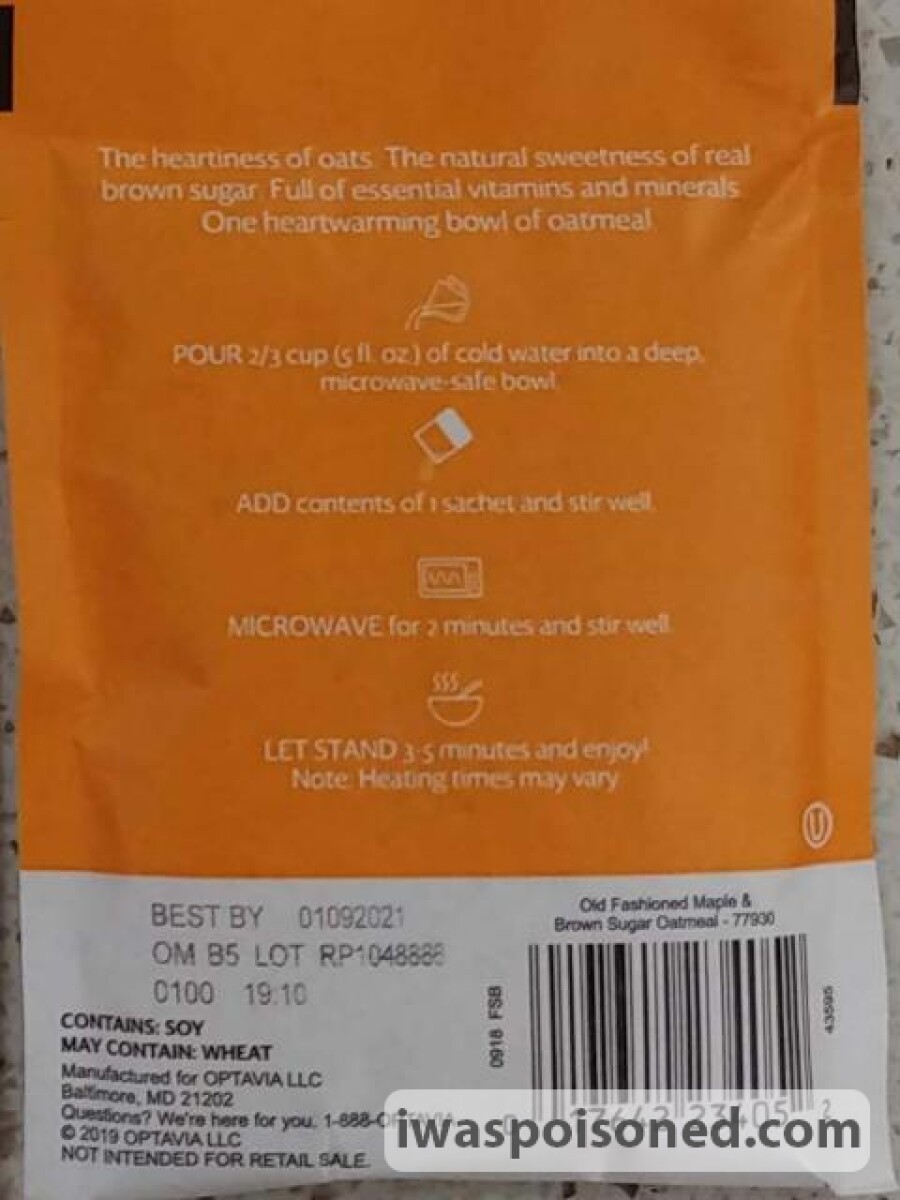 The heartiness of oats. The natural sweetness of real
brown sugar. Full of essential vitamins and minerals.
One heartwarming bowl of oatmeal.
POUR 2/3 cup (5 fl. oz.) of cold water into a deep,
microwave-safe bowl.
ADD contents of 1 sachet and stir well.
MICROWAVE for 2 minutes and stir well.
LET STAND 3-5 minutes and enjoy!
Note: Heating times may vary
U
BEST BY 01092021
OM B5 LOT RP1048888
0100 19:10
CONTAINS: SOY
MAY CONTAIN: WHEAT
Manufactured for OPTAVIA LLC
Baltimore, MD 21202
Questions? We're here for you. 1-888-OPTAVIA
© 2019 OPTAVIA LLC
NOT INTENDED FOR RETAIL SALE.
Old Fashioned Maple &
Brown Sugar Oatmeal - 77930
0918 FSB
43595
2
iwaspoisoned.com